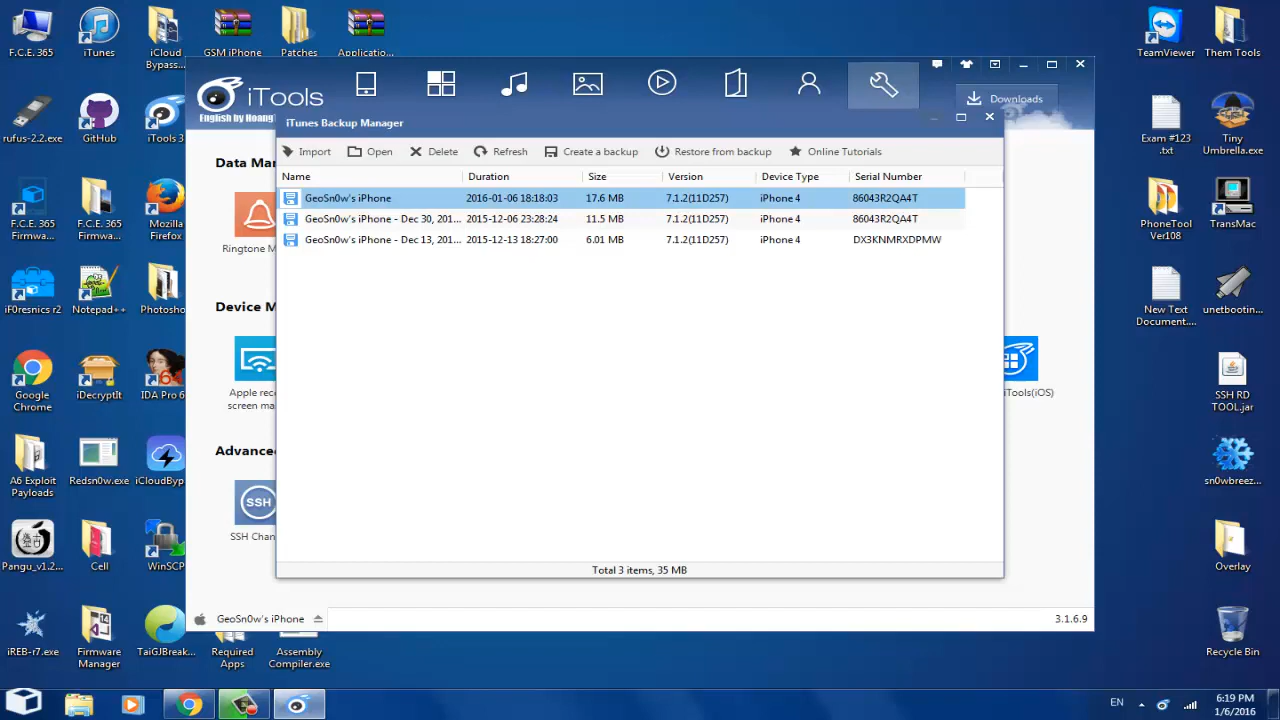 F.C.E. 365
iTunes
iCloud
Bypass...
GSM iPhone
Patches
Applicatio...
TeamViewer
Them Tools
iTools
English by Hoang
Downloads
iTunes Backup Manager
rufus-2.2.exe
GitHub
iTools 3
Exam #123
.txt
Tiny
Umbrella.exe
Data Mar
Import
Open
Delete
Refresh
Create a backup
Restore from backup
Online Tutorials
Name
Duration
Size
Version
Device Type
Serial Number
GeoSn0w's iPhone
2016-01-06 18:18:03
17.6 MB
7.1.2(11D257)
iPhone 4
86043R2QA4T
GeoSn0w's iPhone - Dec 30, 201...
2015-12-06 23:28:24
11.5 MB
7.1.2(11D257)
iPhone 4
86043R2QA4T
GeoSn0w's iPhone - Dec 13, 201...
2015-12-13 18:27:00
6.01 MB
7.1.2(11D257)
iPhone 4
DX3KNMRXDPMW
F.C.E. 365
Firmwa...
F.C.E. 365
Firmwa...
Mozilla
Firefox
Ringtone M
PhoneTool
Ver108
TransMac
iF0resnics r2
Notepad++
Photosho
Device M
New Text
Document....
unetbootin...
Google
Chrome
iDecryptIt
IDA Pro 6
Apple rece
screen ma
iTools(iOS)
SSH RD
TOOL.jar
Advance
A6 Exploit
Payloads
Redsn0w.exe
iCloudByp
sn0wbreez...
SSH
SSH Chan
Pangu_v1.2...
Cell
WinSCP
Overlay
Total 3 items, 35 MB
GeoSn0w's iPhone
3.1.6.9
iREB-r7.exe
Firmware
Manager
TaiGJBreak...
Required
Apps
Assembly
Compiler.exe
Recycle Bin
EN
6:19 PM
1/6/2016